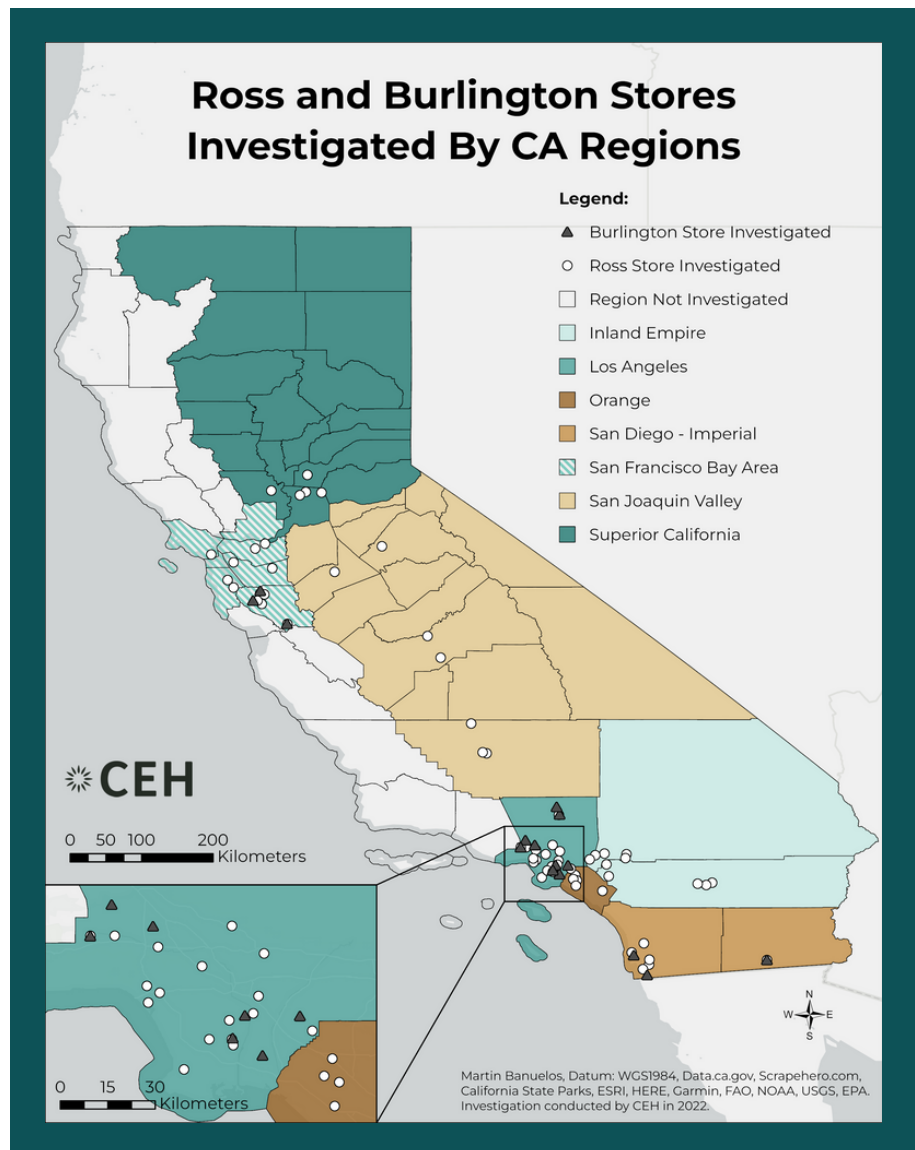 Ross and Burlington Stores
Investigated By CA Regions
Legend:
Burlington Store Investigated
Ross Store Investigated
Region Not Investigated
Inland Empire
Los Angeles
Orange
San Diego - Imperial
San Francisco Bay Area
San Joaquin Valley
Superior California
CEH
0 50 100 200
Kilometers
N
W E
S
0 15 30
Kilometers
Martin Banuelos, Datum: WGS1984, Data.ca.gov, Scrapehero.com,
California State Parks, ESRI, HERE, Garmin, FAO, NOAA, USGS, EPA.
Investigation conducted by CEH in 2022.